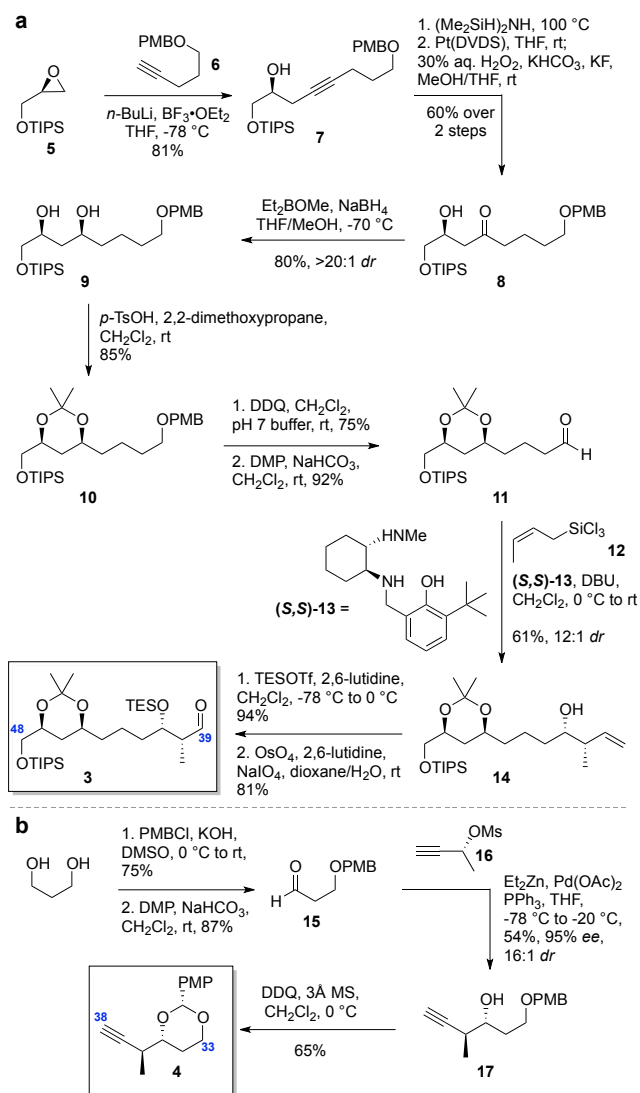 a
PMBO
6
O
OTIPS
5
n-BuLi, BF3•OEt2
THF, -78 °C
81%
PMBO
OH
OTIPS
7
1. (Me2SiH)2NH, 100 °C
2. Pt(DVDS), THF, rt;
30% aq. H2O2, KHCO3, KF,
MeOH/THF, rt
60% over
2 steps
OH OH
OPMB
OTIPS
9
Et2BOMe, NaBH4
THF/MeOH, -70 °C
80%, >20:1 dr
OH O
OPMB
OTIPS
8
p-TsOH, 2,2-dimethoxypropane,
CH2Cl2, rt
85%
O O
OPMB
OTIPS
10
1. DDQ, CH2Cl2,
pH 7 buffer, rt, 75%
2. DMP, NaHCO3,
CH2Cl2, rt, 92%
O O
O
H
OTIPS
11
(S,S)-13 =
HNMe
NH
OH
SiCl3
12
(S,S)-13, DBU,
CH2Cl2, 0 °C to rt
61%, 12:1 dr
O O
TESO
O
48
39
OTIPS
3
1. TESOTf, 2,6-lutidine,
CH2Cl2, -78 °C to 0 °C
94%
2. OsO4, 2,6-lutidine,
NaIO4, dioxane/H2O, rt
81%
O O
OH
OTIPS
14
b
OH OH
1. PMBCl, KOH,
DMSO, 0 °C to rt,
75%
2. DMP, NaHCO3,
CH2Cl2, rt, 87%
O
OPMB
H
15
OMs
16
Et2Zn, Pd(OAc)2
PPh3, THF,
-78 °C to -20 °C,
54%, 95% ee,
16:1 dr
PMP
38
O O
33
4
DDQ, 3Å MS,
CH2Cl2, 0 °C
65%
OH
OPMB
17